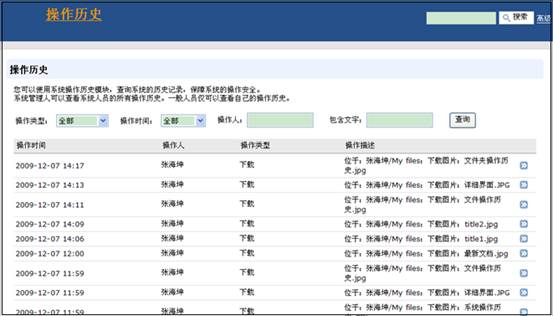 操作历史
搜索 高级
操作历史
您可以使用系统操作历史模块，查询系统的历史记录，保障系统的操作安全。
系统管理人可以查看系统人员的所有操作历史。一般人员仅可以查看自己的操作历史。
操作类型： 全部 操作时间： 全部 操作人： 包含文字： 查询
操作时间 操作人 操作类型 操作描述
2009-12-07 14:17 张海坤 下载 位于：张海坤/My files；下载图片：文件夹操作历
史.jpg
2009-12-07 14:13 张海坤 下载 位于：张海坤/My files；下载图片：详细界面.JPG
2009-12-07 14:11 张海坤 下载 位于：张海坤/My files；下载图片：文件操作历
史.jpg
2009-12-07 14:09 张海坤 下载 位于：张海坤/My files；下载图片：title2.jpg
2009-12-07 14:06 张海坤 下载 位于：张海坤/My files；下载图片：title1.jpg
2009-12-07 12:00 张海坤 下载 位于：张海坤/My files；下载图片：最新文档.jpg
2009-12-07 11:59 张海坤 下载 位于：张海坤/My files；下载图片：文件操作历
史.jpg
2009-12-07 11:59 张海坤 下载 位于：张海坤/My files；下载图片：详细界面.JPG
2009-12-07 11:59 张海坤 下载 位于：张海坤/My files；下载图片：系统操作历